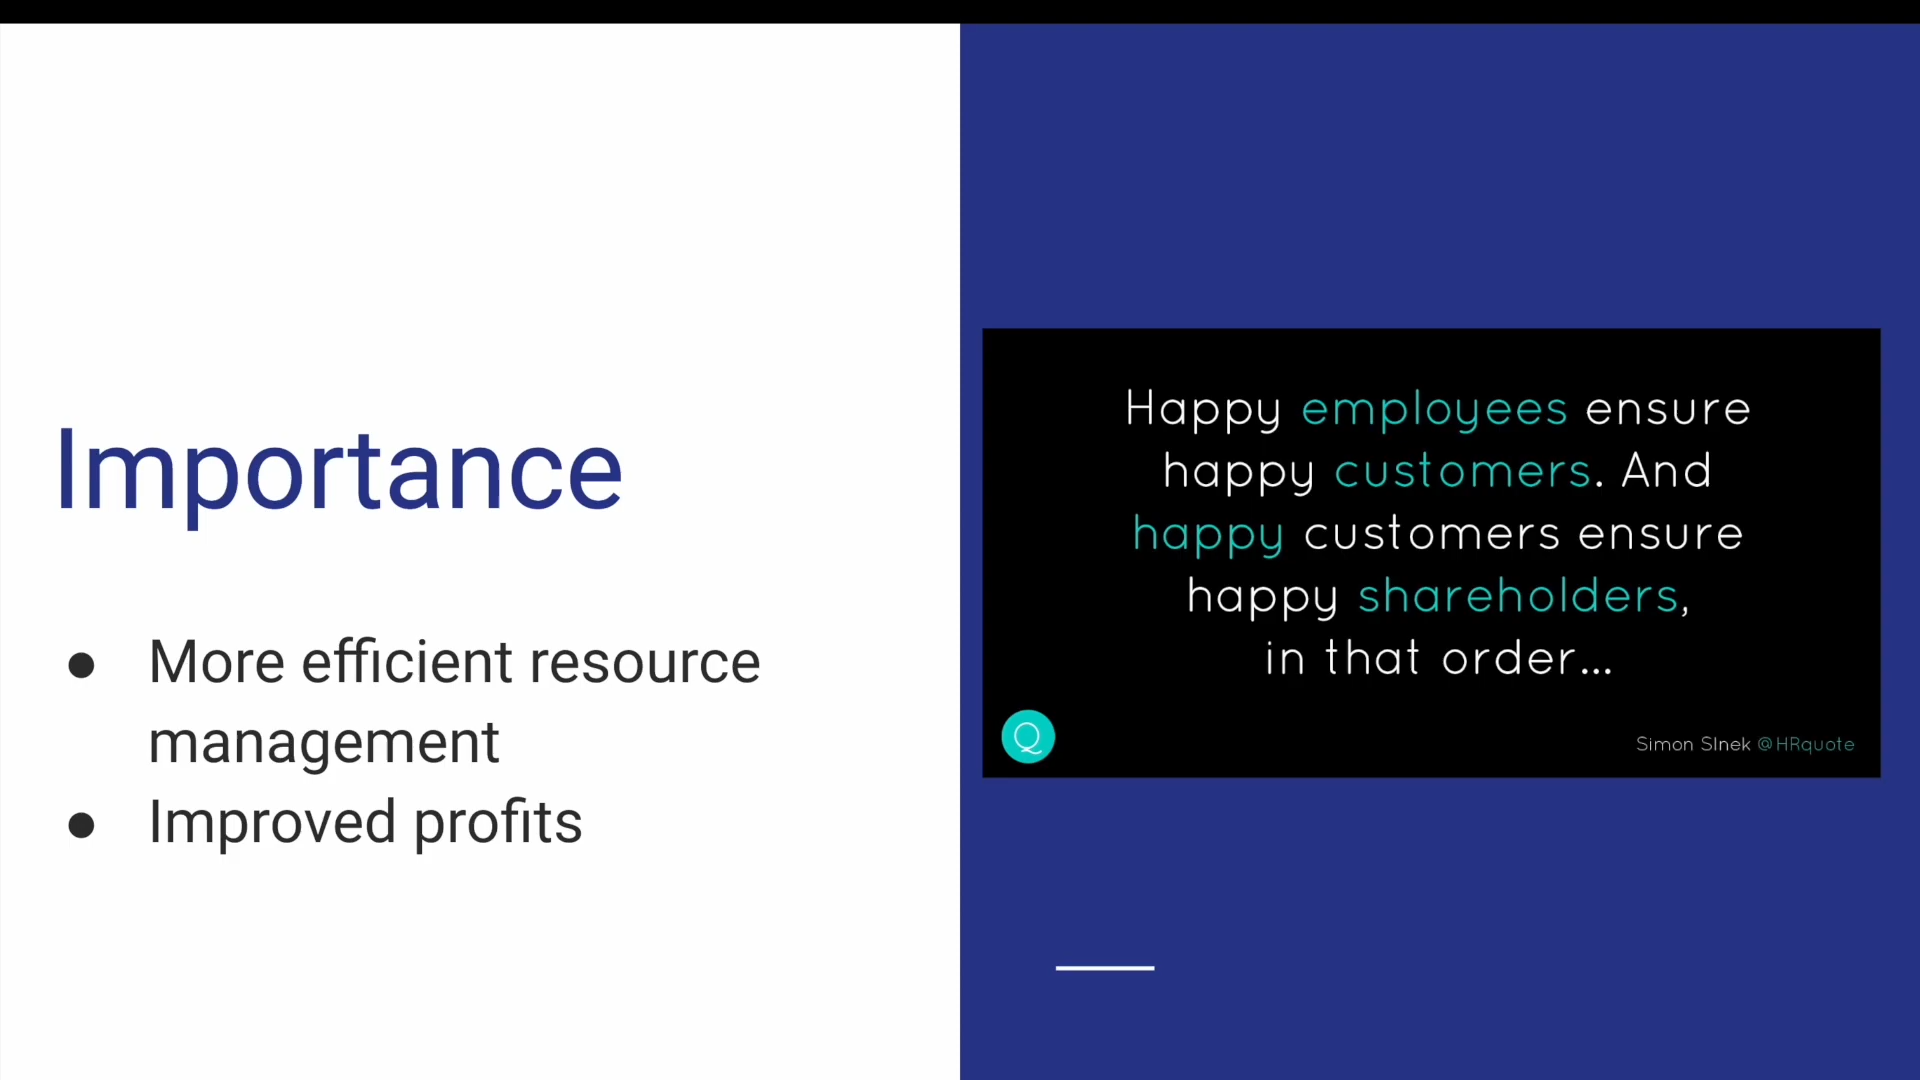 Importance
● More efficient resource
management
● Improved profits
Happy employees ensure
happy customers. And
happy customers ensure
happy shareholders,
in that order...
Q
Simon SInek @HRquote